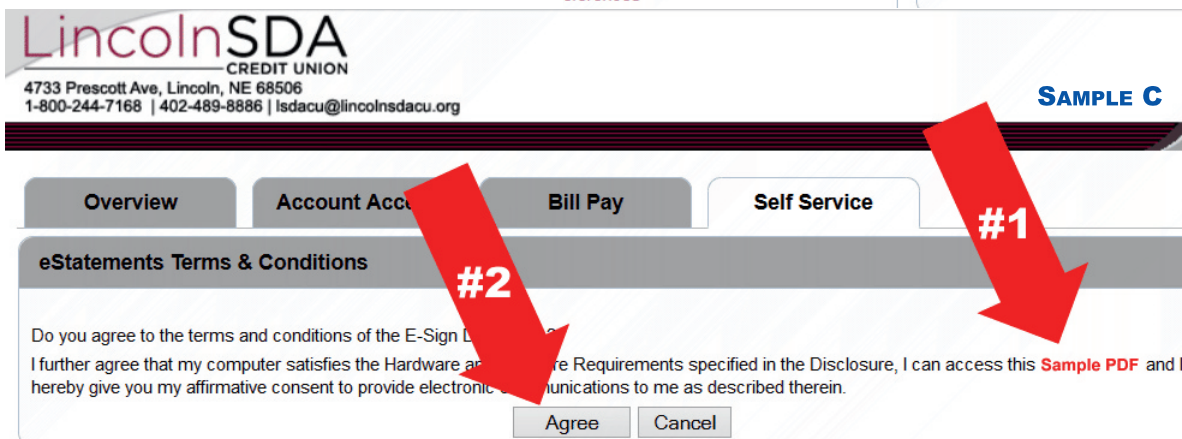 LincolnSDA
CREDIT UNION
4733 Prescott Ave, Lincoln, NE 68506
1-800-244-7168 | 402-489-8886 | lsdacu@lincolnsdacu.org
SAMPLE C
Overview Account Bill Pay Self Service
#1
eStatements Terms & Conditions
#2
Do you agree to the terms and conditions of the E-Sign
I further agree that my computer satisfies the Hardware Requirements specified in the Disclosure, I can access this Sample PDF and I
hereby give you my affirmative consent to provide electronic to me as described therein.
Agree Cancel